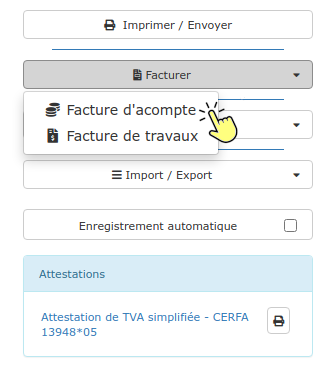 Imprimer / Envoyer
Facturer
Facture d'acompte
Facture de travaux
Import / Export
Enregistrement automatique
Attestations
Attestation de TVA simplifiée - CERFA
13948*05